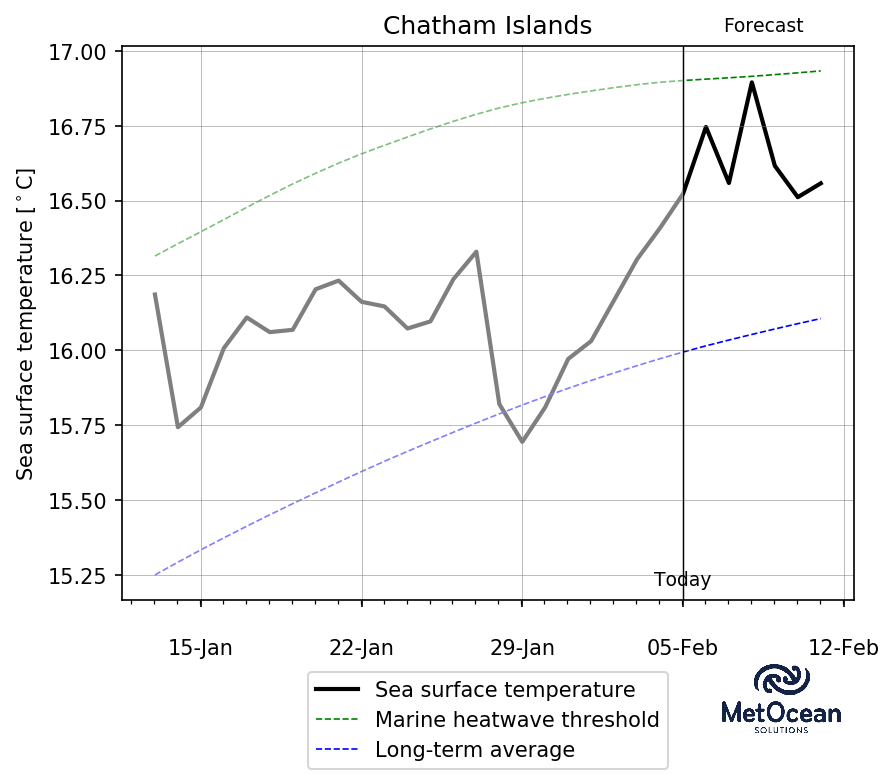 Chatham Islands
Forecast
Sea surface temperature [˚C]
17.00
16.75
16.50
16.25
16.00
15.75
15.50
15.25
Today
15-Jan
22-Jan
29-Jan
05-Feb
12-Feb
Sea surface temperature
Marine heatwave threshold
Long-term average
MetOcean
SOLUTIONS